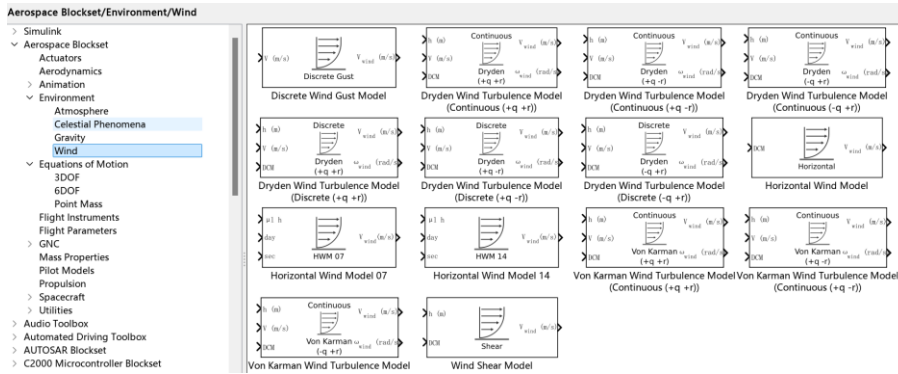 Aerospace Blockset/Environment/Wind
Simulink
Aerospace Blockset
Actuators
Aerodynamics
Animation
Environment
Atmosphere
Celestial Phenomena
Gravity
Wind
Equations of Motion
3DOF
6DOF
Point Mass
Flight Instruments
Flight Parameters
GNC
Mass Properties
Pilot Models
Propulsion
Spacecraft
Utilities
Audio Toolbox
Automated Driving Toolbox
AUTOSAR Blockset
C2000 Microcontroller Blockset
V (m/s)
V wind (m/s)
Discrete Gust
Discrete Wind Gust Model
h (m)
V (m/s)
DCM
Continuous
Dryden
(+q +r)
V wind (m/s)
ω wind (rad/s)
Dryden Wind Turbulence Model
(Continuous (+q +r))
h (m)
V (m/s)
DCM
Continuous
Dryden
(+q -r)
V wind (m/s)
ω wind (rad/s)
Dryden Wind Turbulence Model
(Continuous (+q -r))
h (m)
V (m/s)
DCM
Continuous
Dryden
(-q +r)
V wind (m/s)
ω wind (rad/s)
Dryden Wind Turbulence Model
(Continuous (-q +r))
h (m)
V (m/s)
DCM
Discrete
Dryden
(+q +r)
V wind (m/s)
ω wind (rad/s)
Dryden Wind Turbulence Model
(Discrete (+q +r))
h (m)
V (m/s)
DCM
Discrete
Dryden
(+q -r)
V wind (m/s)
ω wind (rad/s)
Dryden Wind Turbulence Model
(Discrete (+q -r))
h (m)
V (m/s)
DCM
Discrete
Dryden
(-q +r)
V wind (m/s)
ω wind (rad/s)
Dryden Wind Turbulence Model
(Discrete (-q +r))
DCM
V wind (m/s)
Horizontal
Horizontal Wind Model
μl h
day
sec
HWM 07
V wind (m/s)
Horizontal Wind Model 07
μl h
day
sec
HWM 14
V wind (m/s)
Horizontal Wind Model 14
h (m)
V (m/s)
DCM
Continuous
Von Karman
(+q +r)
V wind (m/s)
ω wind (rad/s)
Von Karman Wind Turbulence Model
(Continuous (+q +r))
h (m)
V (m/s)
DCM
Continuous
Von Karman
(+q -r)
V wind (m/s)
ω wind (rad/s)
Von Karman Wind Turbulence Model
(Continuous (+q -r))
h (m)
V (m/s)
DCM
Continuous
Von Karman
(-q +r)
V wind (m/s)
ω wind (rad/s)
Von Karman Wind Turbulence Model
DCM
V wind (m/s)
Shear
Wind Shear Model